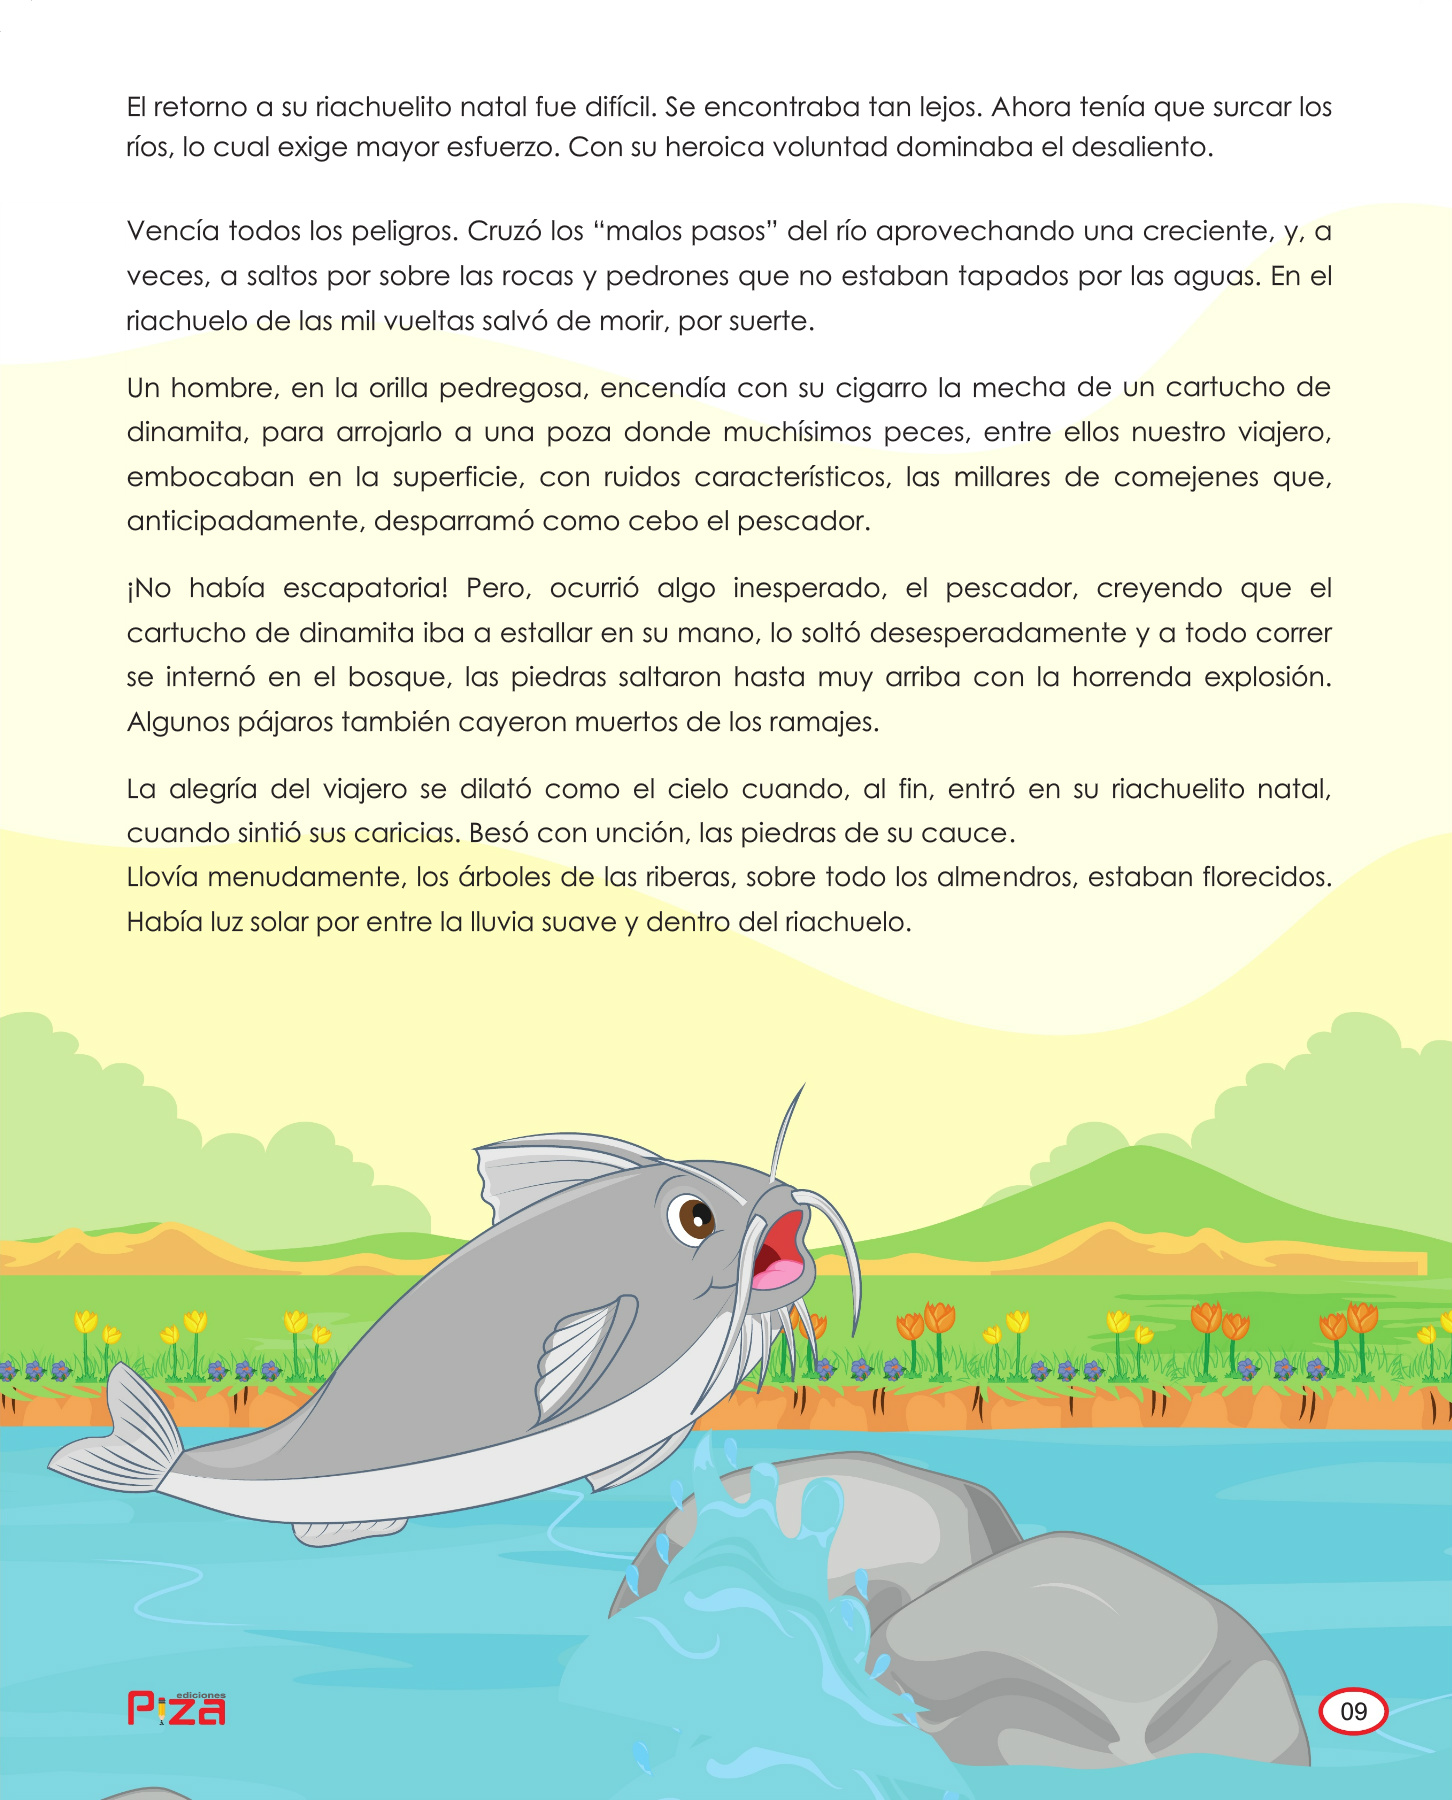 El retorno a su riachuelito natal fue difícil. Se encontraba tan lejos. Ahora tenía que surcar los
ríos, lo cual exige mayor esfuerzo. Con su heroica voluntad dominaba el desaliento.
Vencía todos los peligros. Cruzó los “malos pasos” del río aprovechando una creciente, y, a
veces, a saltos por sobre las rocas y pedrones que no estaban tapados por las aguas. En el
riachuelo de las mil vueltas salvó de morir, por suerte.
Un hombre, en la orilla pedregosa, encendía con su cigarro la mecha de un cartucho de
dinamita, para arrojarlo a una poza donde muchísimos peces, entre ellos nuestro viajero,
embocaban en la superficie, con ruidos característicos, las millares de comejenes que,
anticipadamente, desparramó como cebo el pescador.
¡No había escapatoria! Pero, ocurrió algo inesperado, el pescador, creyendo que el
cartucho de dinamita iba a estallar en su mano, lo soltó desesperadamente y a todo correr
se internó en el bosque, las piedras saltaron hasta muy arriba con la horrenda explosión.
Algunos pájaros también cayeron muertos de los ramajes.
La alegría del viajero se dilató como el cielo cuando, al fin, entró en su riachuelito natal,
cuando sintió sus caricias. Besó con unción, las piedras de su cauce.
Llovía menudamente, los árboles de las riberas, sobre todo los almendros, estaban florecidos.
Había luz solar por entre la lluvia suave y dentro del riachuelo.
ediciones
Piza
09